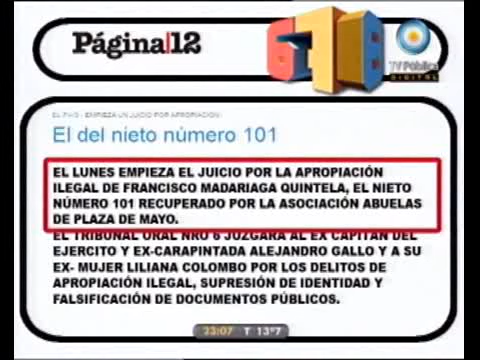 Página|12
678
TV Pública
DIGITAL
EL PAÍS › EMPIEZA UN JUICIO POR APROPIACION
El del nieto número 101
EL LUNES EMPIEZA EL JUICIO POR LA APROPIACIÓN
ILEGAL DE FRANCISCO MADARIAGA QUINTELA, EL NIETO
NÚMERO 101 RECUPERADO POR LA ASOCIACIÓN ABUELAS
DE PLAZA DE MAYO.
EL TRIBUNAL ORAL NRO 6 JUZGARÁ AL EX CAPITÁN DEL
EJERCITO Y EX-CARAPINTADA ALEJANDRO GALLO Y A SU
EX- MUJER LILIANA COLOMBO POR LOS DELITOS DE
APROPIACIÓN ILEGAL, SUPRESIÓN DE IDENTIDAD Y
FALSIFICACIÓN DE DOCUMENTOS PÚBLICOS.
23:07 T 13º7